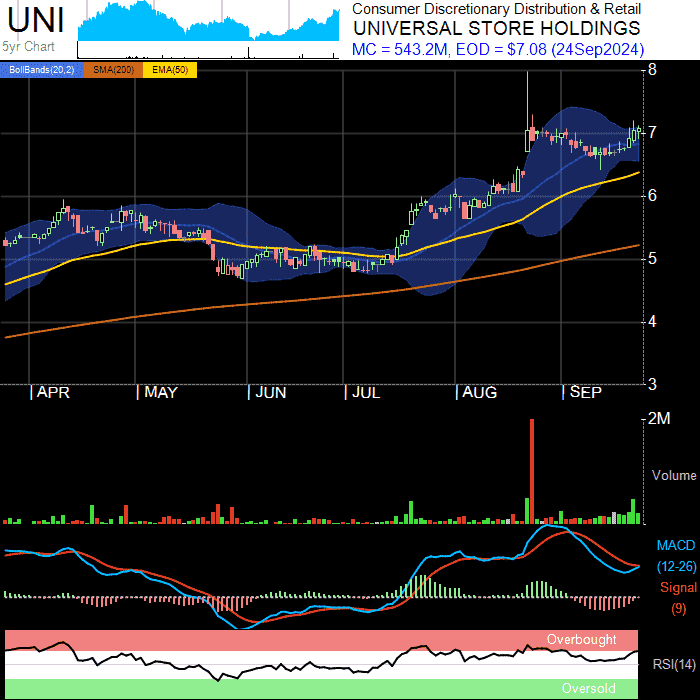 UNI
5yr Chart
Consumer Discretionary Distribution & Retail
UNIVERSAL STORE HOLDINGS
MC = 543.2M, EOD = $7.08 (24Sep2024)
BollBands(20,2) SMA(200) EMA(50)
8
7
6
5
4
3
APR MAY JUN JUL AUG SEP
2M
Volume
MACD
(12-26)
Signal
(9)
Overbought
RSI(14)
Oversold